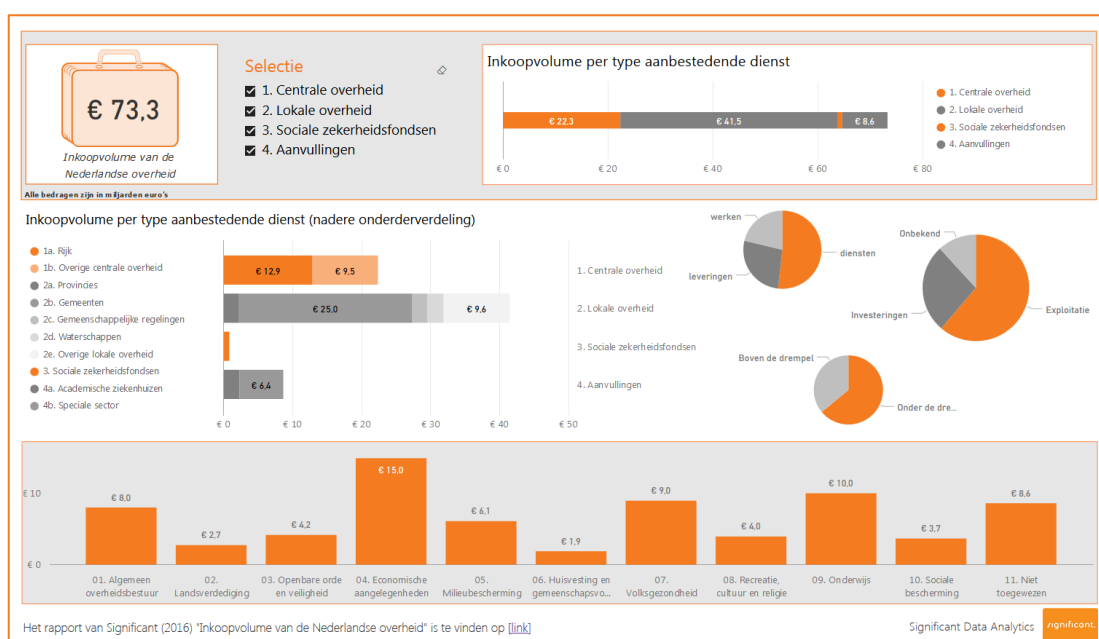 € 73,3
Inkoopvolume van de
Nederlandse overheid
Alle bedragen zijn in miljarden euro's
Selectie
1. Centrale overheid
2. Lokale overheid
3. Sociale zekerheidsfondsen
4. Aanvullingen
Inkoopvolume per type aanbestedende dienst
€ 22,3
€ 41,5
€ 8,6
€ 0
€ 20
€ 40
€ 60
€ 80
1. Centrale overheid
2. Lokale overheid
3. Sociale zekerheidsfondsen
4. Aanvullingen
Inkoopvolume per type aanbestedende dienst (nadere onderderverdeling)
1a. Rijk
1b. Overige centrale overheid
2a. Provincies
2b. Gemeenten
2c. Gemeenschappelijke regelingen
2d. Waterschappen
2e. Overige lokale overheid
3. Sociale zekerheidsfondsen
4a. Academische ziekenhuizen
4b. Speciale sector
€ 12,9
€ 9,5
€ 25,0
€ 9,6
€ 6,4
€ 0
€ 10
€ 20
€ 30
€ 40
€ 50
1. Centrale overheid
2. Lokale overheid
3. Sociale zekerheidsfondsen
4. Aanvullingen
werken
diensten
leveringen
Onbekend
Investeringen
Exploitatie
Boven de drempel
Onder de dre...
€ 10
€ 0
€ 8,0
€ 2,7
€ 4,2
€ 15,0
€ 6,1
€ 1,9
€ 9,0
€ 4,0
€ 10,0
€ 3,7
€ 8,6
01. Algemeen
overheidsbestuur
02.
Landsverdediging
03. Openbare orde
en veiligheid
04. Economische
aangelegenheden
05.
Milieubescherming
06. Huisvesting en
gemeenschapsvo...
07.
Volksgezondheid
08. Recreatie,
cultuur en religie
09. Onderwijs
10. Sociale
bescherming
11. Niet
toegewezen
Het rapport van Significant (2016) "Inkoopvolume van de Nederlandse overheid" is te vinden op [link]
Significant Data Analytics
significant.